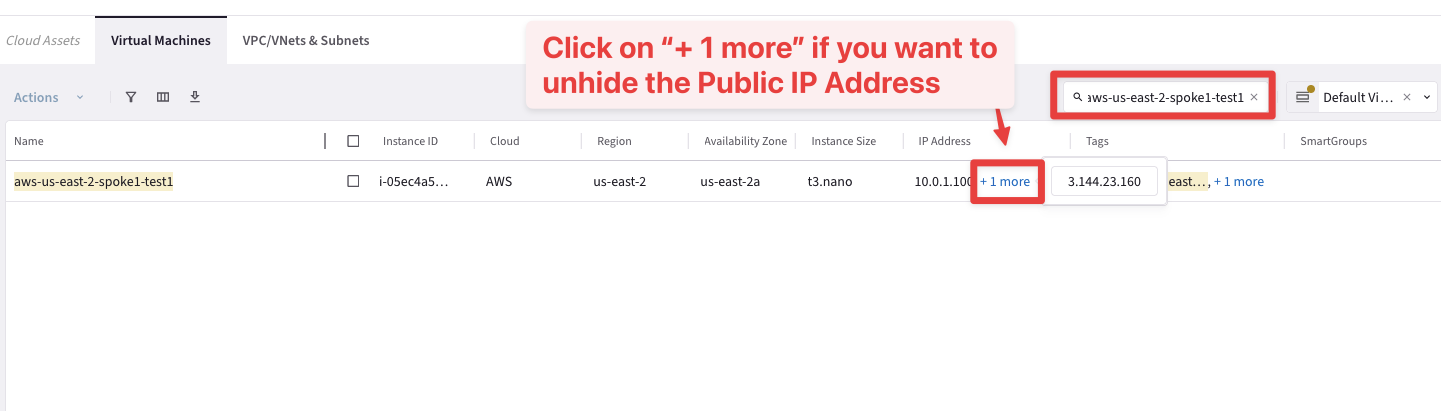 Cloud Assets
Virtual Machines
VPC/VNets & Subnets
Click on “+ 1 more” if you want to
unhide the Public IP Address
Actions
aws-us-east-2-spoke1-test1
Default Vi...
Name Instance ID Cloud Region Availability Zone Instance Size IP Address Tags SmartGroups
aws-us-east-2-spoke1-test1 i-05ec4a5... AWS us-east-2 us-east-2a t3.nano 10.0.1.100 + 1 more 3.144.23.160 east..., + 1 more